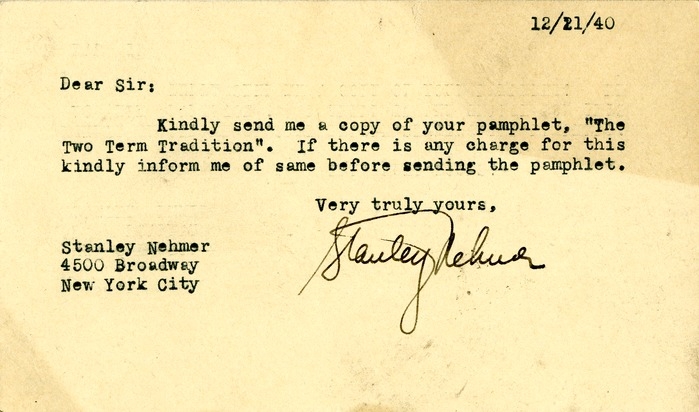 12/21/40
Dear Sir:
Kindly send me a copy of your pamphlet, "The
Two Term Tradition". If there is any charge for this
kindly inform me of same before sending the pamphlet.
Very truly yours,
Stanley Nehmer
Stanley Nehmer
4500 Broadway
New York City